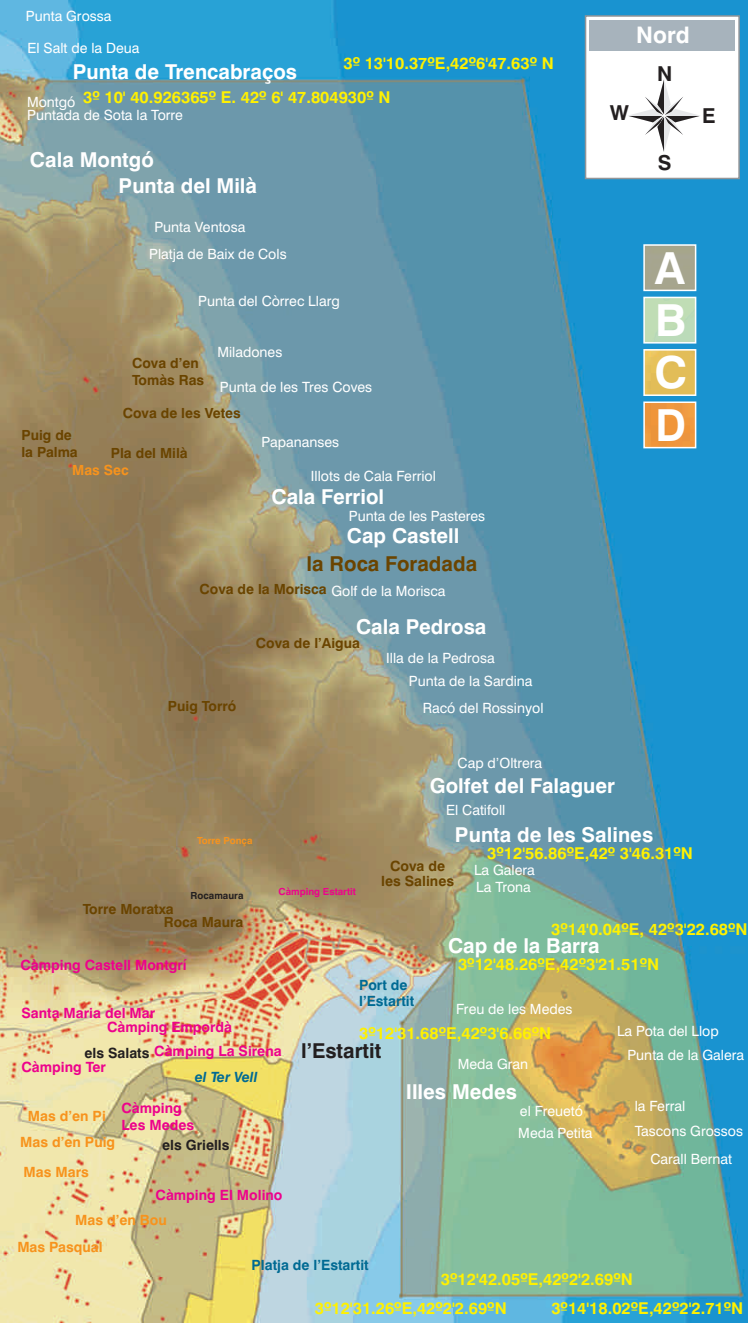 Punta Grossa
El Salt de la Deua
Punta de Trencabraços
3º 13'10.37ºE,42º6'47.63º N
Nord
N
W
E
S
Montgó
3º 10' 40.926365º E. 42º 6' 47.804930º N
Puntada de Sota la Torre
Cala Montgó
Punta del Milà
Punta Ventosa
Platja de Baix de Cols
A
B
C
D
Punta del Còrrec Llarg
Miladones
Cova d'en
Tomàs Ras
Punta de les Tres Coves
Cova de les Vetes
Puig de
la Palma
Pla del Milà
Mas Sec
Papananses
Illots de Cala Ferriol
Cala Ferriol
Punta de les Pasteres
Cap Castell
la Roca Foradada
Cova de la Morisca
Golf de la Morisca
Cala Pedrosa
Cova de l'Aigua
Illa de la Pedrosa
Punta de la Sardina
Puig Torró
Racó del Rossinyol
Cap d'Oltrera
Golfet del Falaguer
El Catifoll
Punta de les Salines
Torre Ponça
3º12'56.86ºE,42º 3'46.31ºN
Cova de
les Salines
La Galera
La Trona
Càmping Estartit
Rocamaura
Torre Moratxa
Roca Maura
3º14'0.04ºE, 42º3'22.68ºN
Cap de la Barra
3º12'48.26ºE,42º3'21.51ºN
Càmping Castell Montgrí
Port de
l'Estartit
Freu de les Medes
Santa Maria del Mar
Càmping Empordà
3º12'31.68ºE,42º3'6.66ºN
La Pota del Llop
els Salats
Càmping La Sirena
l'Estartit
Punta de la Galera
Càmping Ter
Meda Gran
el Ter Vell
Illes Medes
Mas d'en Pi
Càmping
Les Medes
el Freuetó
la Ferral
Mas d'en Puig
els Griells
Meda Petita
Tascons Grossos
Carall Bernat
Mas Mars
Càmping El Molino
Mas d'en Bou
Mas Pasqual
Platja de l'Estartit
3º12'42.05ºE,42º2'2.69ºN
3º12'31.26ºE,42º2'2.69ºN
3º14'18.02ºE,42º2'2.71ºN